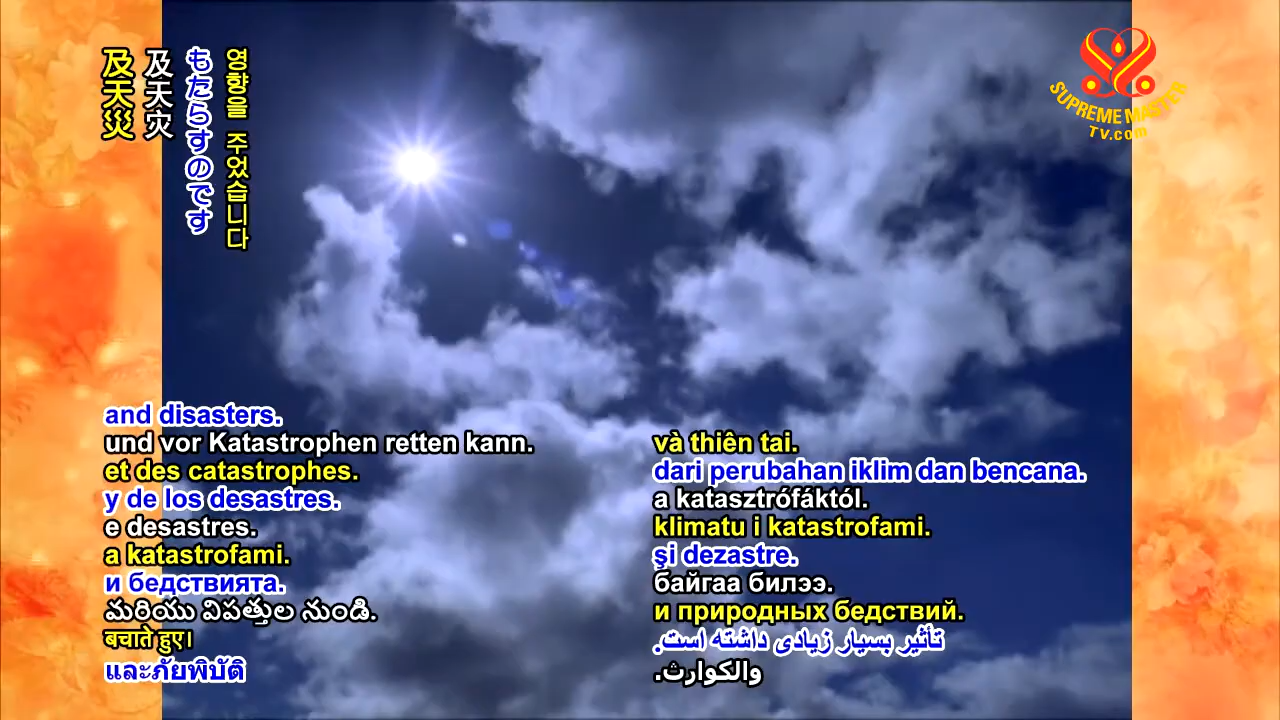 及天災
及天灾
もたらすのです
영향을 주었습니다
SUPREME MASTER
TV.com
and disasters.
und vor Katastrophen retten kann.
et des catastrophes.
y de los desastres.
e desastres.
a katastrofami.
и бедствията.
మరియు విపత్తుల నుండి.
बचाते हुए।
และภัยพิบัติ
và thiên tai.
dari perubahan iklim dan bencana.
a katasztrófáktól.
klimatu i katastrofami.
şi dezastre.
байгаа билээ.
и природных бедствий.
تأثیر بسیار زیادی داشته است.
والكوارث.